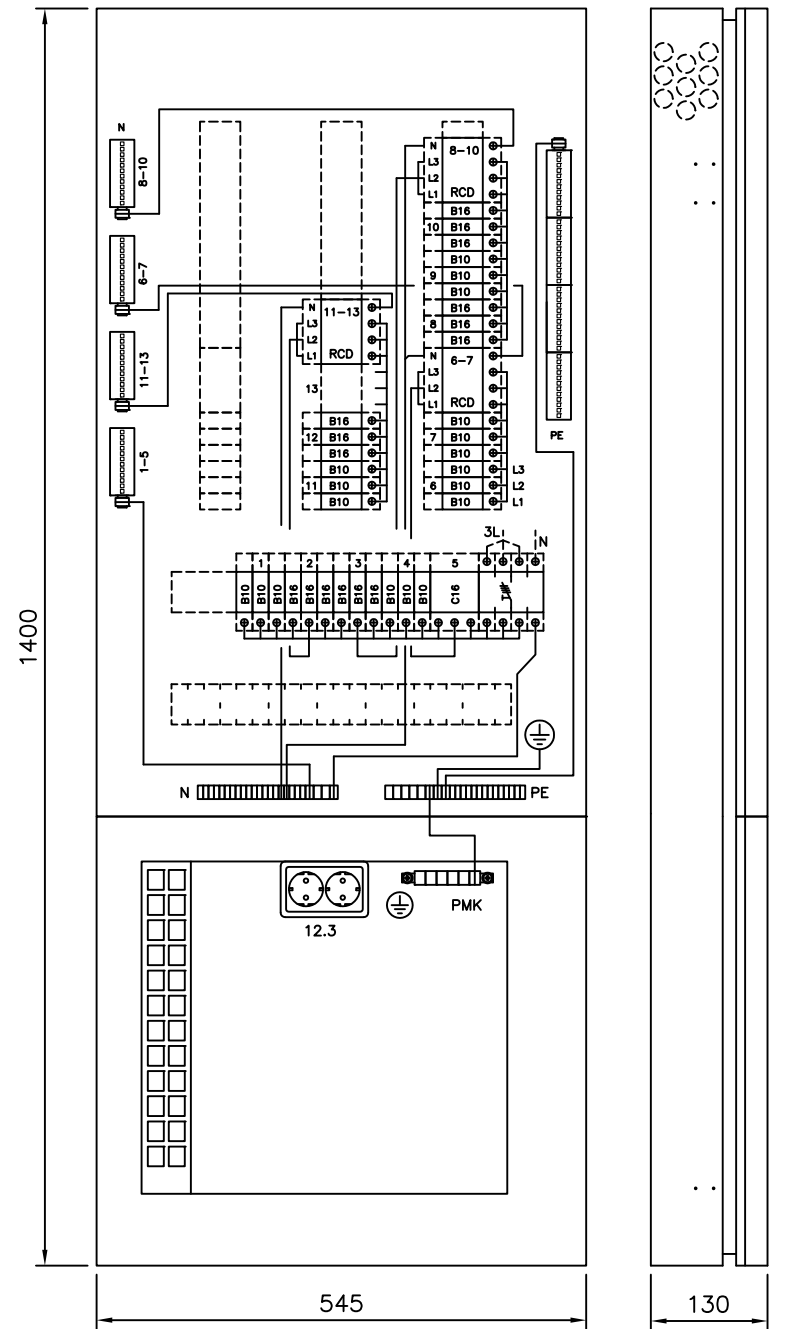 N
8-10
6-7
11-13
1-5
N 8-10
L3
L2
L1 RCD
B16
10 B16
B16
B10
9 B10
B10
B16
8 B16
B16
N 6-7
L3
L2
L1 RCD
B10
7 B10
B10
B10 L3
6 B10 L2
B10 L1
N 11-13
L3
L2
L1 RCD
13
B16
12 B16
B16
B10
11 B10
B10
PE
3L N
1 2 3 4 5
B10 B10 B10 B16 B16 B16 B16 B16 B16 B10 B10 B10 C16
N PE
12.3
PMK
1400
545
130